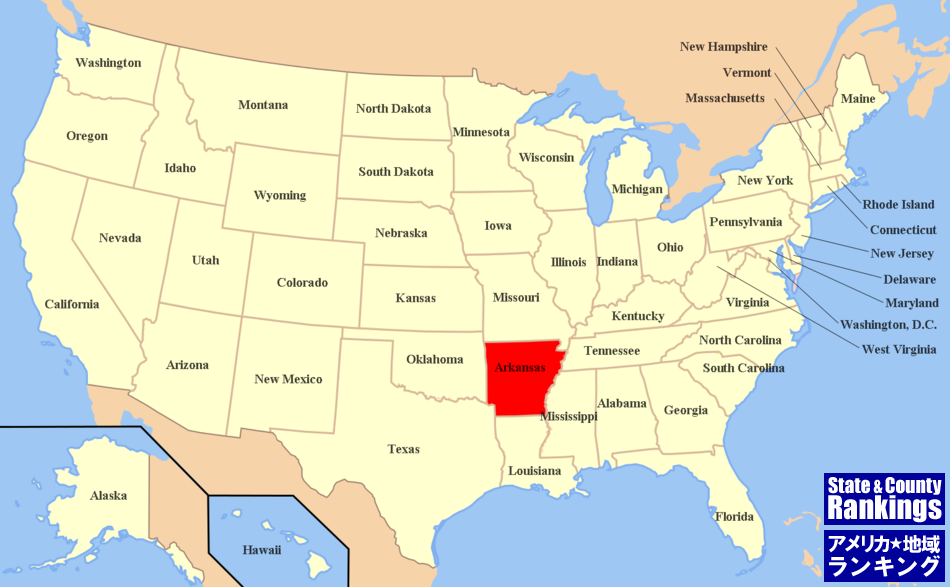 New Hampshire
Vermont
Massachusetts
Washington
Montana
North Dakota
Minnesota
Maine
Oregon
Idaho
Wyoming
South Dakota
Wisconsin
Michigan
New York
Rhode Island
Connecticut
New Jersey
Delaware
Maryland
Washington, D.C.
West Virginia
Nevada
Utah
Colorado
Nebraska
Iowa
Illinois
Indiana
Ohio
Pennsylvania
California
Kansas
Missouri
Kentucky
Virginia
Arizona
New Mexico
Oklahoma
Arkansas
Tennessee
North Carolina
South Carolina
Texas
Louisiana
Mississippi
Alabama
Georgia
Florida
Alaska
Hawaii
State & County
Rankings
アメリカ★地域
ランキング